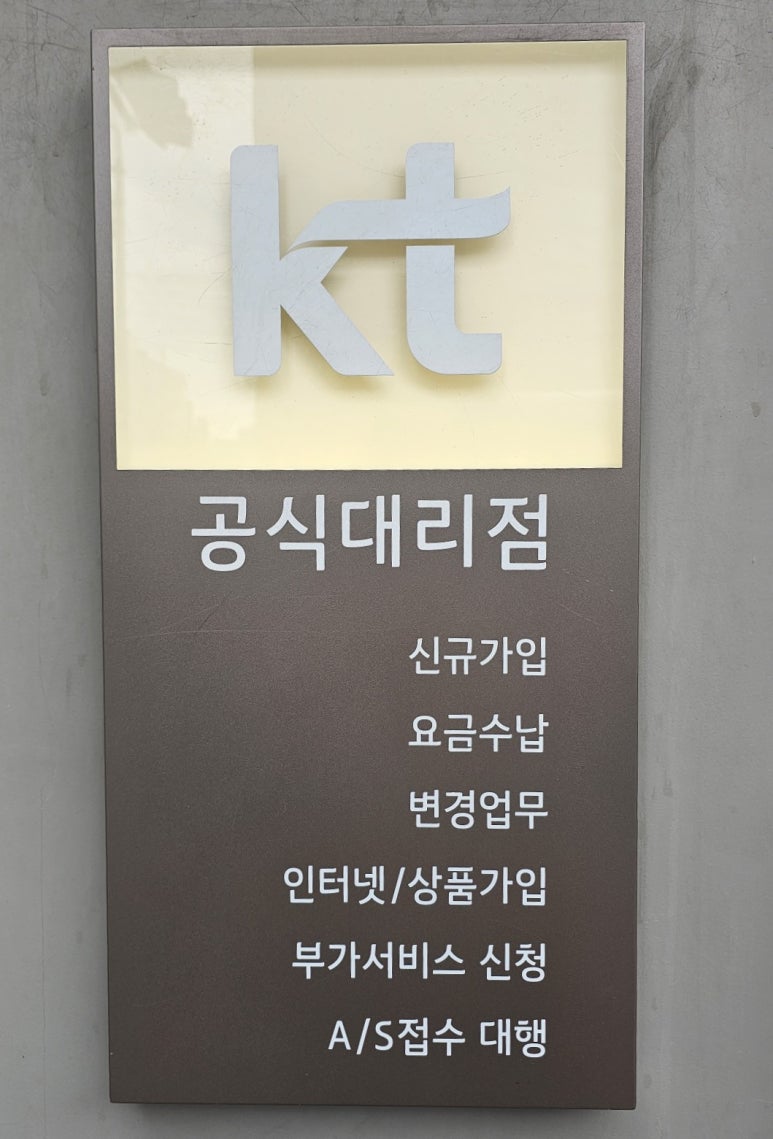 kt
공식대리점
신규가입
요금수납
변경업무
인터넷/상품가입
부가서비스 신청
A/S접수 대행